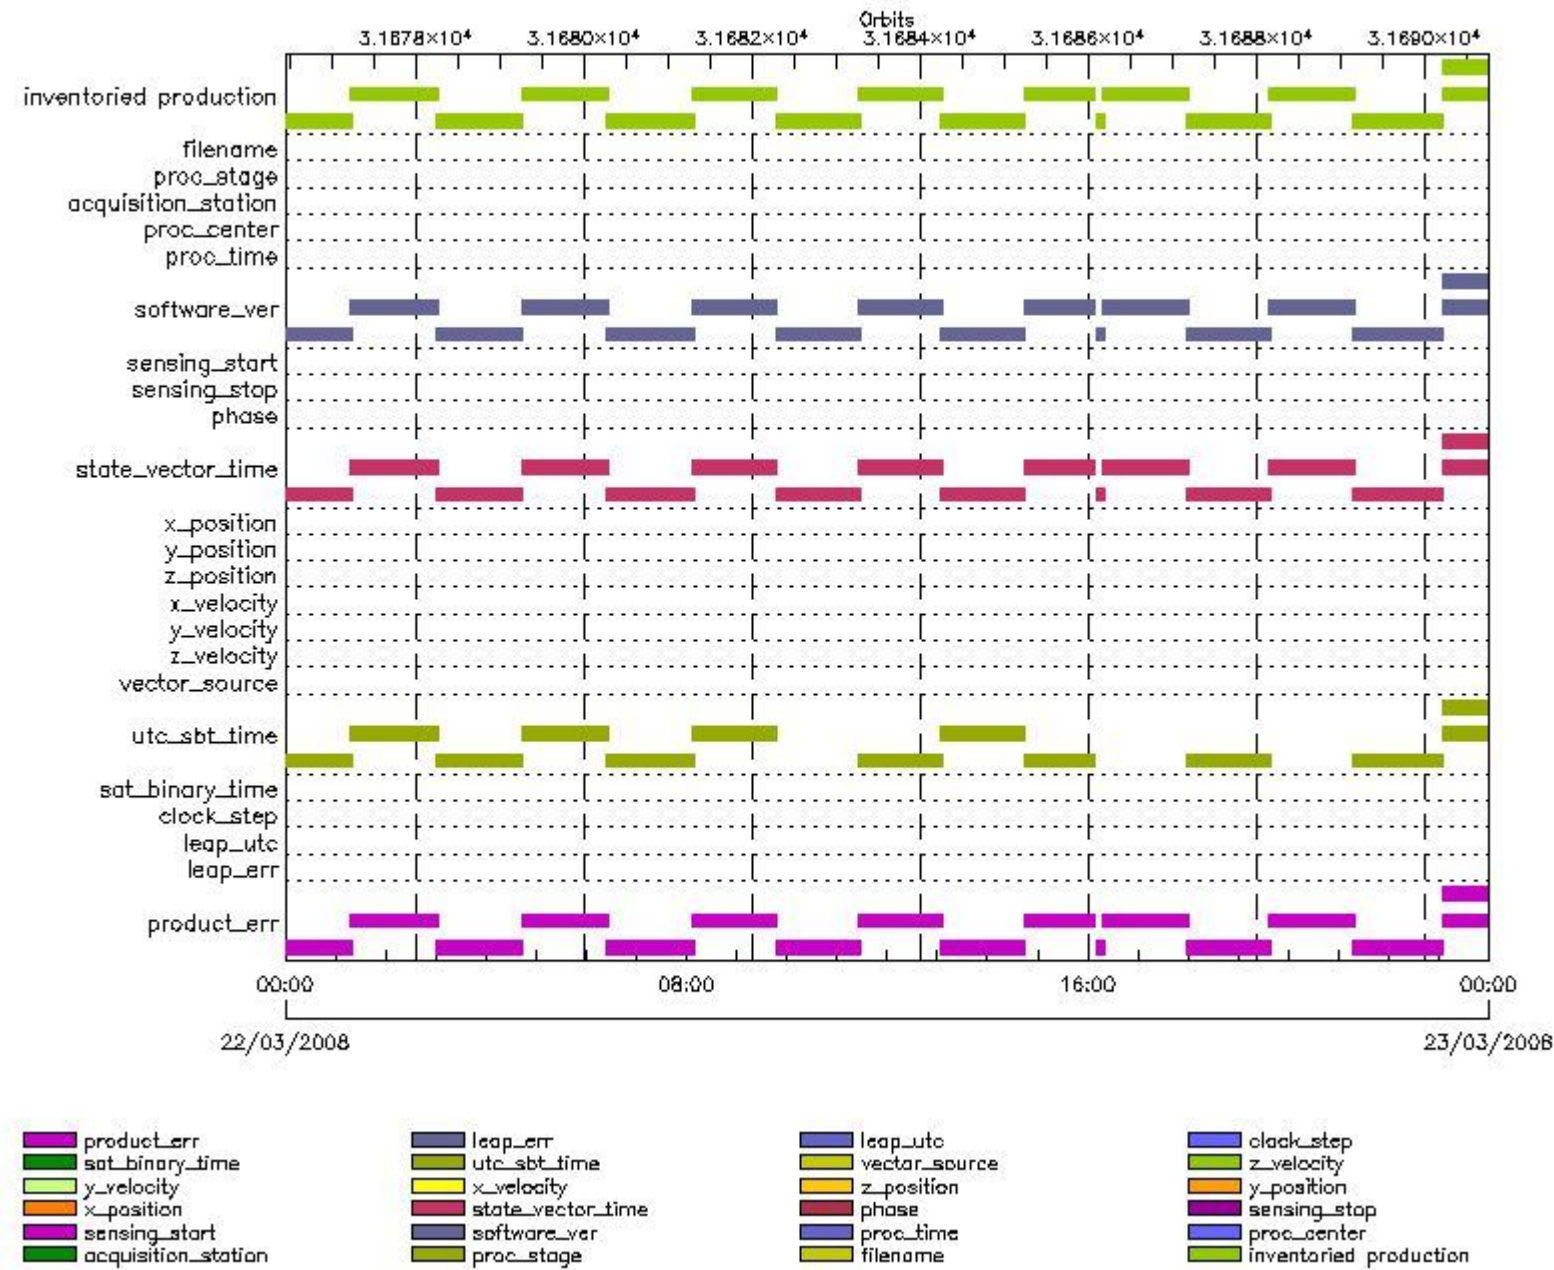 Orbits
3.1678×10⁴ 3.1680×10⁴ 3.1682×10⁴ 3.1684×10⁴ 3.1686×10⁴ 3.1688×10⁴ 3.1690×10⁴
inventoried production
filename
proc_stage
acquisition_station
proc_center
proc_time
software_ver
sensing_start
sensing_stop
phase
state_vector_time
x_position
y_position
z_position
x_velocity
y_velocity
z_velocity
vector_source
utc_sbt_time
sat_binary_time
clock_step
leap_utc
leap_err
product_err
00:00 08:00 16:00 00:00
22/03/2008 23/03/2008
product_err leap_err leap_utc clock_step
sat_binary_time utc_sbt_time vector_source z_velocity
y_velocity x_velocity z_position y_position
x_position state_vector_time phase sensing_stop
sensing_start software_ver proc_time proc_center
acquisition_station proc_stage filename inventoried production